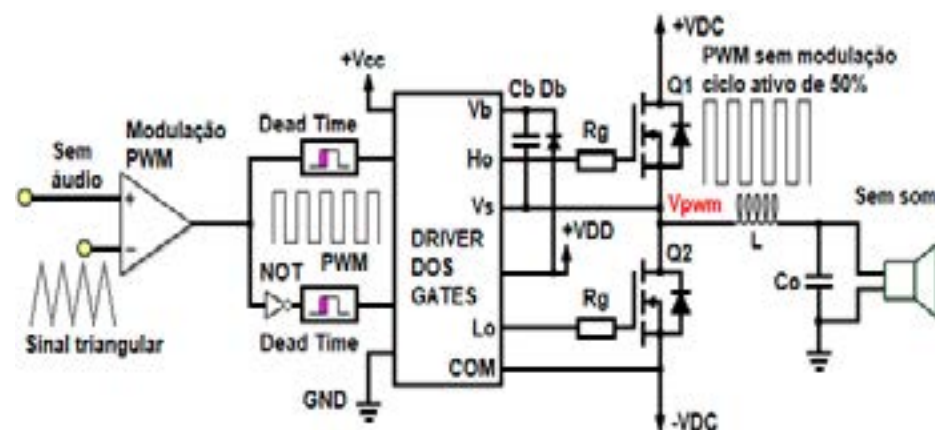 +VDC
PWM sem modulação
ciclo ativo de 50%
+Vcc
Cb Db
Q1
Dead Time
Vb
Rg
Modulação
PWM
Sem
áudio
Ho
+
Vs
Vpwm
Sem som
−
+VDD
L
PWM
DRIVER
DOS
GATES
NOT
Q2
Co
Rg
Lo
Sinal triangular
Dead Time
COM
GND
-VDC